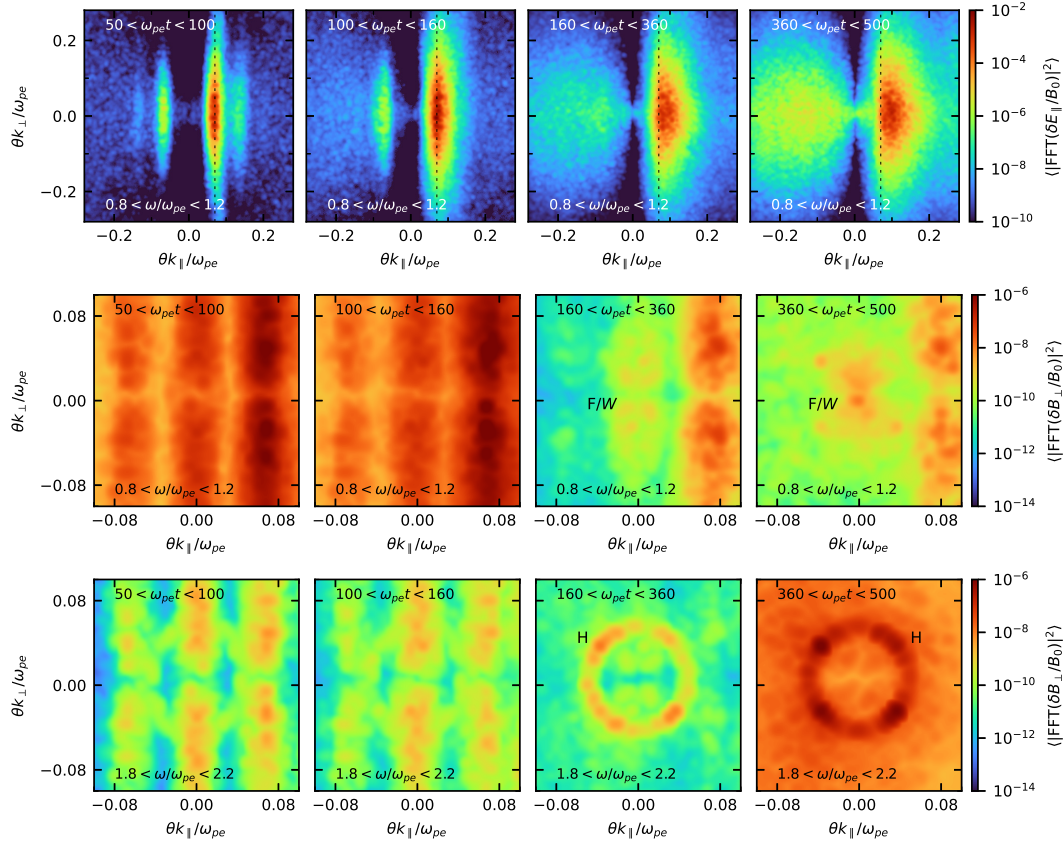 50 < ω_pe t < 100
100 < ω_pe t < 160
160 < ω_pe t < 360
360 < ω_pe t < 500
0.8 < ω/ω_pe < 1.2
0.8 < ω/ω_pe < 1.2
0.8 < ω/ω_pe < 1.2
0.8 < ω/ω_pe < 1.2
0.2
0.0
−0.2
θk_⊥/ω_pe
−0.2 0.0 0.2
−0.2 0.0 0.2
−0.2 0.0 0.2
−0.2 0.0 0.2
θk_∥/ω_pe
θk_∥/ω_pe
θk_∥/ω_pe
θk_∥/ω_pe
10^−2
10^−4
10^−6
10^−8
10^−10
⟨|FFT(δE_∥/B_0)|^2⟩
50 < ω_pe t < 100
100 < ω_pe t < 160
160 < ω_pe t < 360
360 < ω_pe t < 500
F/W
F/W
0.8 < ω/ω_pe < 1.2
0.8 < ω/ω_pe < 1.2
0.8 < ω/ω_pe < 1.2
0.8 < ω/ω_pe < 1.2
0.08
0.00
−0.08
θk_⊥/ω_pe
−0.08 0.00 0.08
−0.08 0.00 0.08
−0.08 0.00 0.08
−0.08 0.00 0.08
θk_∥/ω_pe
θk_∥/ω_pe
θk_∥/ω_pe
θk_∥/ω_pe
10^−6
10^−8
10^−10
10^−12
10^−14
⟨|FFT(δB_⊥/B_0)|^2⟩
50 < ω_pe t < 100
100 < ω_pe t < 160
160 < ω_pe t < 360
360 < ω_pe t < 500
H
H
1.8 < ω/ω_pe < 2.2
1.8 < ω/ω_pe < 2.2
1.8 < ω/ω_pe < 2.2
1.8 < ω/ω_pe < 2.2
0.08
0.00
−0.08
θk_⊥/ω_pe
−0.08 0.00 0.08
−0.08 0.00 0.08
−0.08 0.00 0.08
−0.08 0.00 0.08
θk_∥/ω_pe
θk_∥/ω_pe
θk_∥/ω_pe
θk_∥/ω_pe
10^−6
10^−8
10^−10
10^−12
10^−14
⟨|FFT(δB_⊥/B_0)|^2⟩